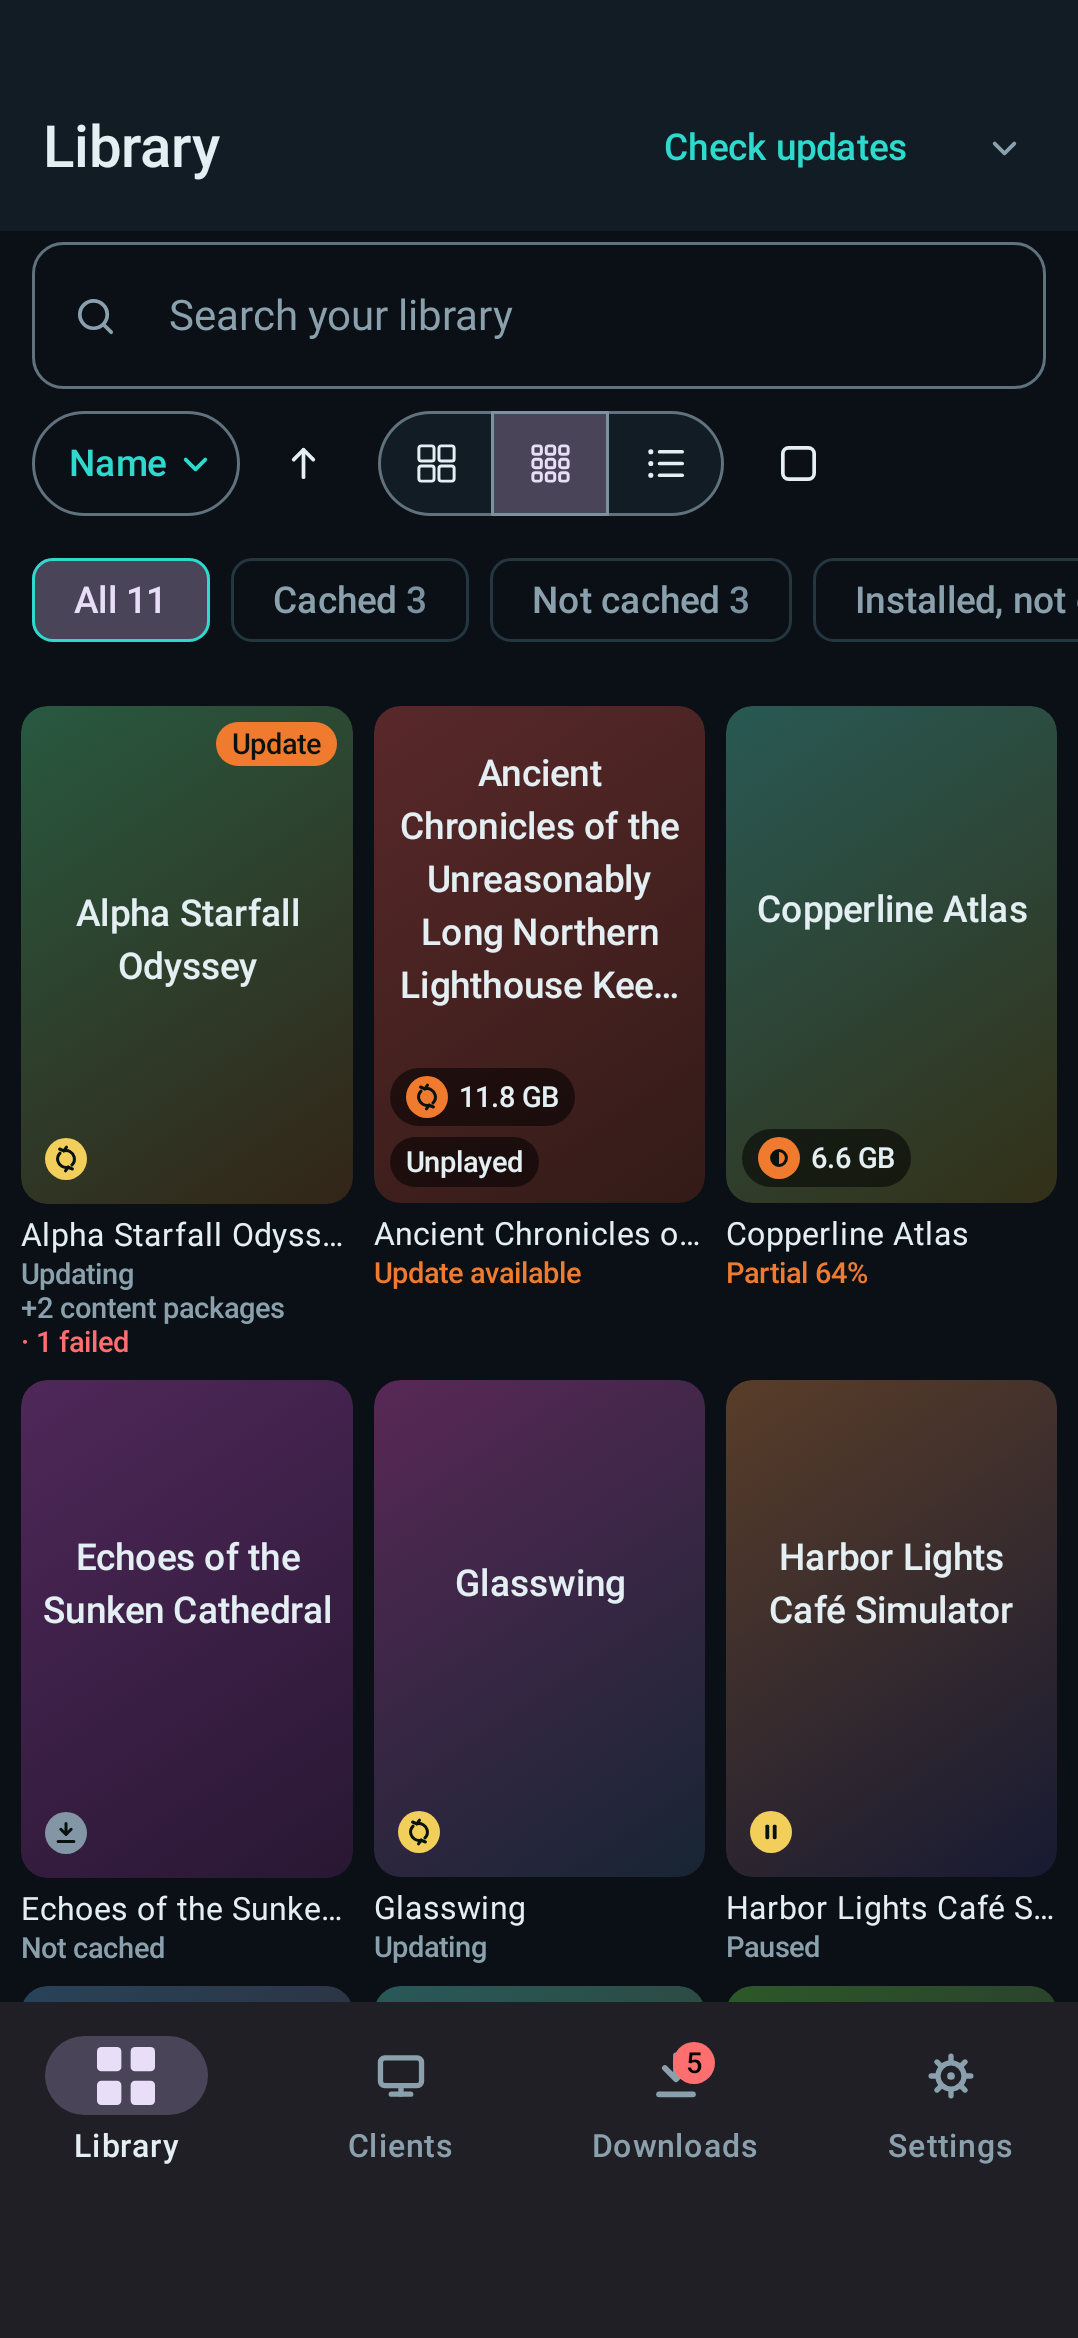 Library
Check updates
Search your library
Name
All 11
Cached 3
Not cached 3
Installed, not
Update
Alpha Starfall
Odyssey
Ancient
Chronicles of the
Unreasonably
Long Northern
Lighthouse Kee…
11.8 GB
Unplayed
Copperline Atlas
6.6 GB
Alpha Starfall Odyss…
Updating
+2 content packages
· 1 failed
Ancient Chronicles o…
Update available
Copperline Atlas
Partial 64%
Echoes of the
Sunken Cathedral
Glasswing
Harbor Lights
Café Simulator
Echoes of the Sunke…
Not cached
Glasswing
Updating
Harbor Lights Café S…
Paused
5
Library
Clients
Downloads
Settings